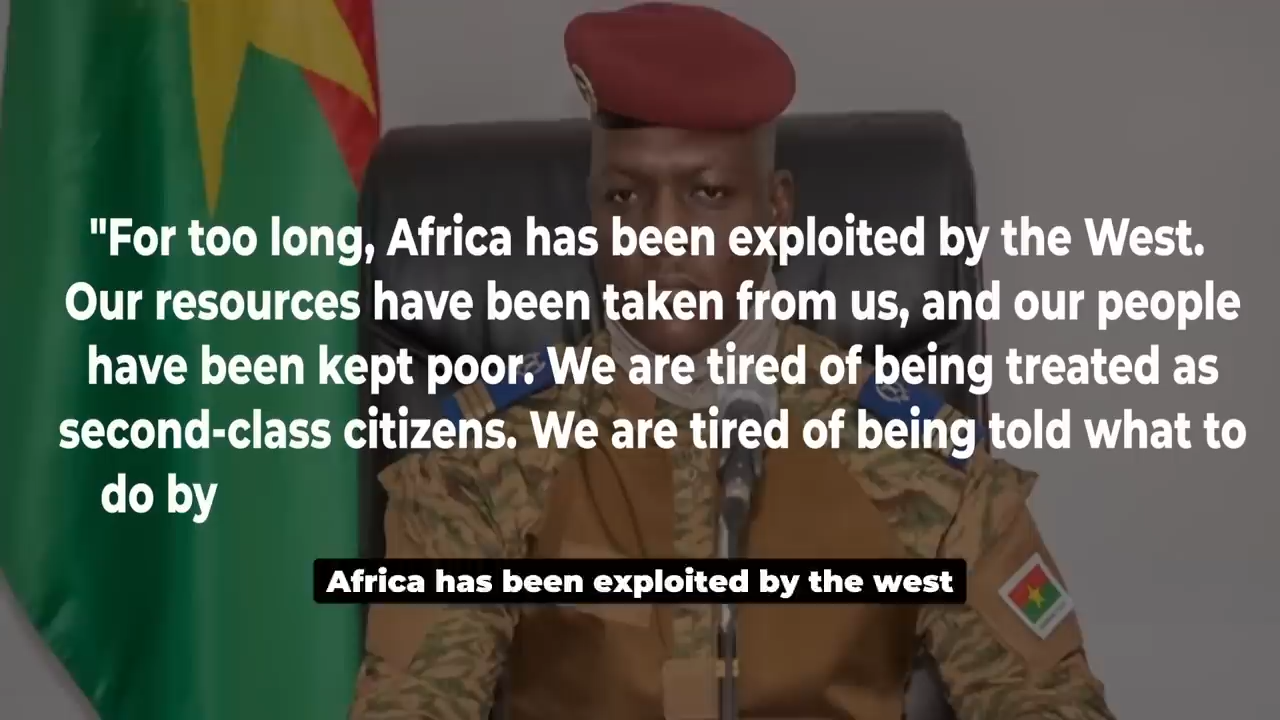 "For too long, Africa has been exploited by the West.
Our resources have been taken from us, and our people
have been kept poor. We are tired of being treated as
second-class citizens. We are tired of being told what to
do by
Africa has been exploited by the west